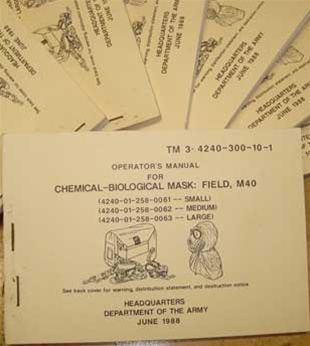 HEADQUARTERS
DEPARTMENT OF THE ARMY
JUNE 1988
HEADQUARTERS
DEPARTMENT OF THE ARMY
JUNE 1988
TM 3-4240-300-10-1
OPERATOR'S MANUAL
FOR
CHEMICAL-BIOLOGICAL MASK: FIELD, M40
(4240-01-258-0061 -- SMALL)
(4240-01-258-0062 -- MEDIUM)
(4240-01-258-0063 -- LARGE)
See back cover for warning, distribution statement, and destruction notice.
HEADQUARTERS
DEPARTMENT OF THE ARMY
JUNE 1988